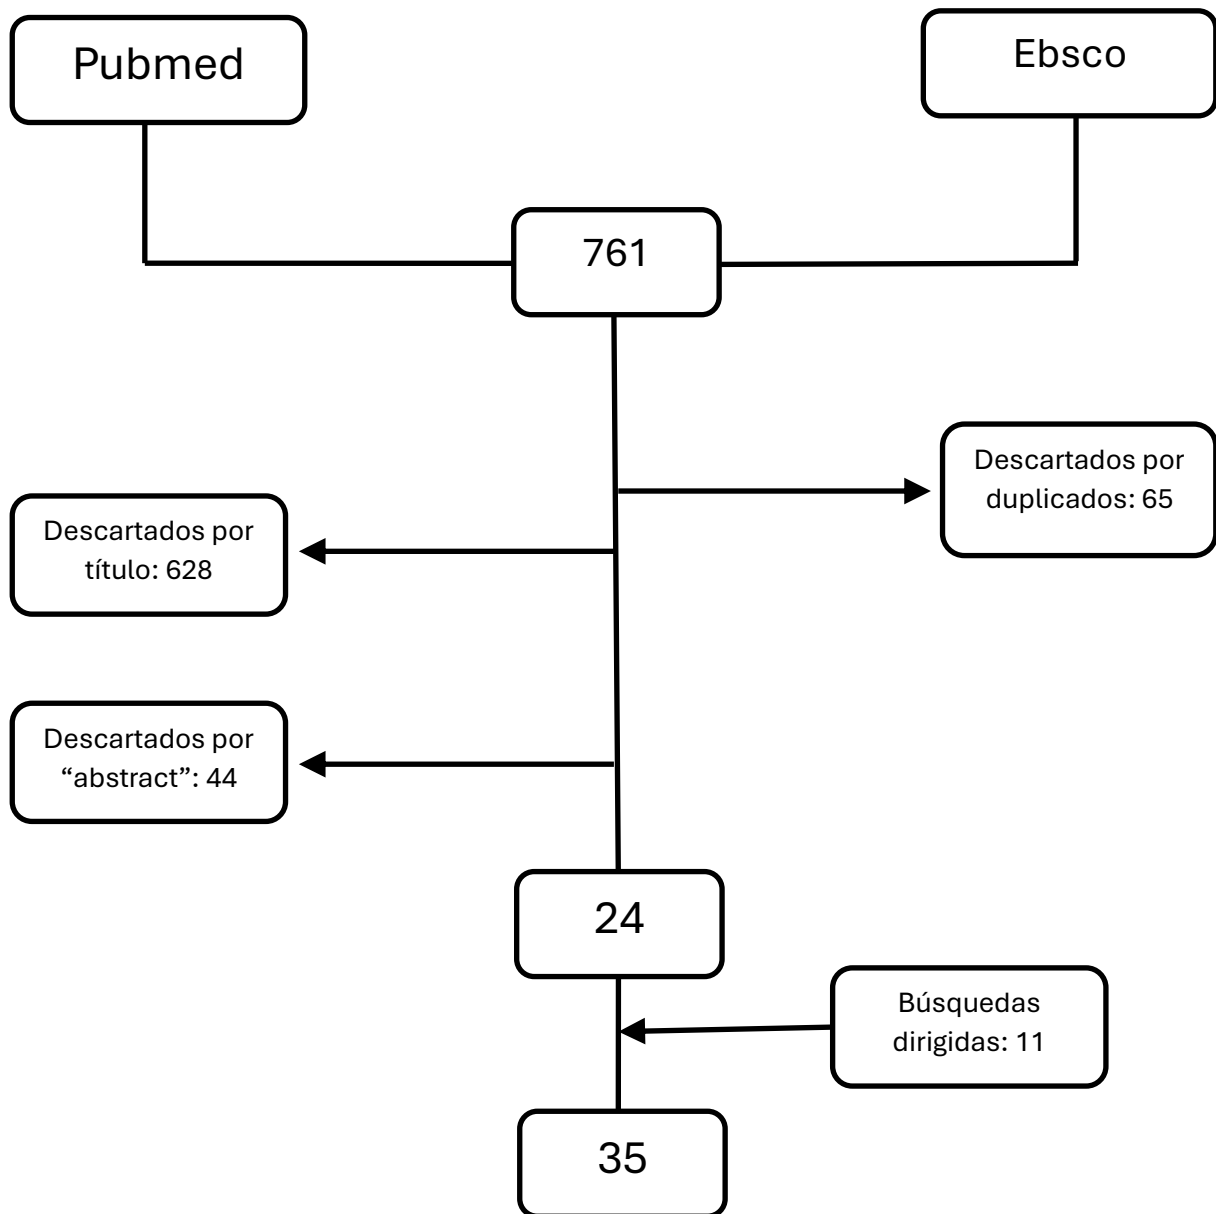 Pubmed
Ebsco
761
Descartados por
duplicados: 65
Descartados por
título: 628
Descartados por
“abstract”: 44
24
Búsquedas
dirigidas: 11
35